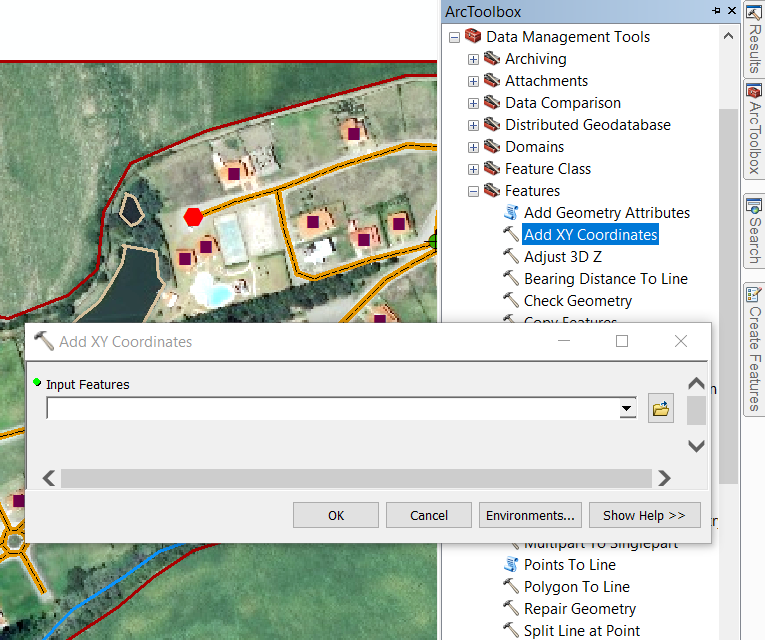 ArcToolbox
Data Management Tools
Archiving
Attachments
Data Comparison
Distributed Geodatabase
Domains
Feature Class
Features
Add Geometry Attributes
Add XY Coordinates
Adjust 3D Z
Bearing Distance To Line
Check Geometry
Copy Features
Add XY Coordinates
Input Features
OK
Cancel
Environments...
Show Help >>
Multipart To Singlepart
Points To Line
Polygon To Line
Repair Geometry
Split Line at Point
Results
ArcToolbox
Search
Create Features